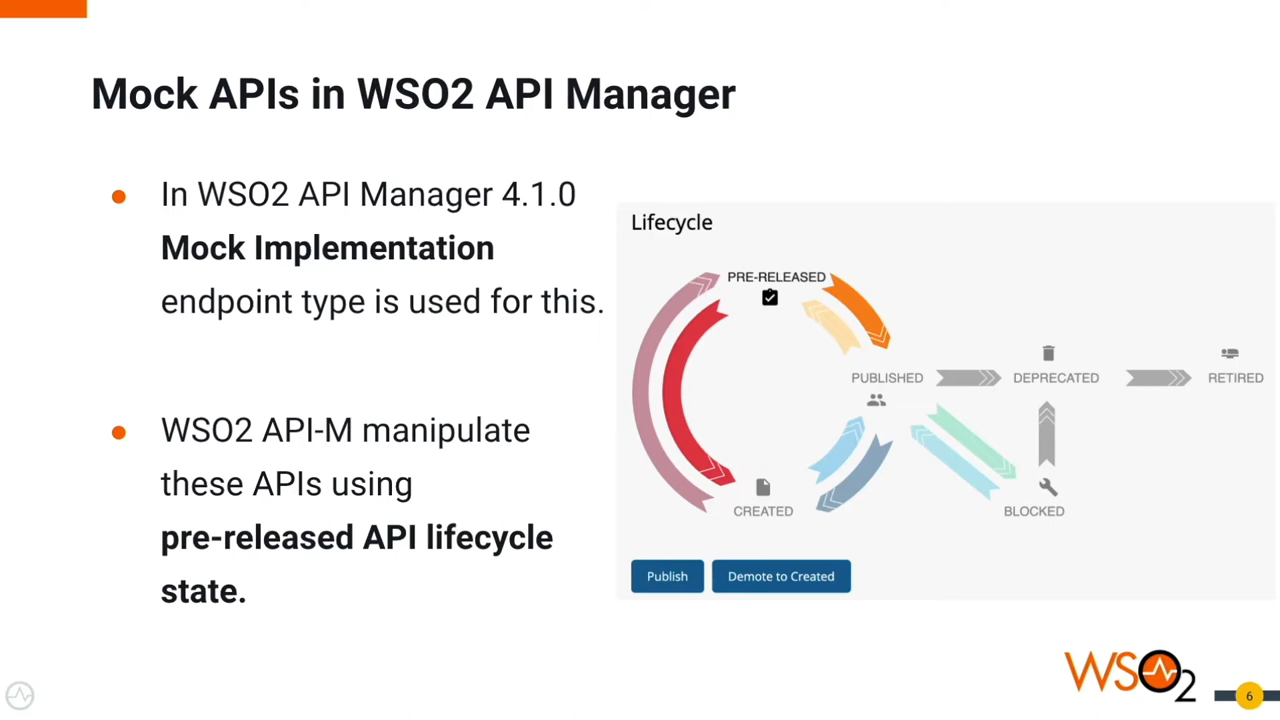 Mock APIs in WSO2 API Manager
In WSO2 API Manager 4.1.0
Mock Implementation
endpoint type is used for this.
WSO2 API-M manipulate
these APIs using
pre-released API lifecycle
state.
Lifecycle
PRE-RELEASED
PUBLISHED
DEPRECATED
RETIRED
CREATED
BLOCKED
Publish
Demote to Created
WSO2
6